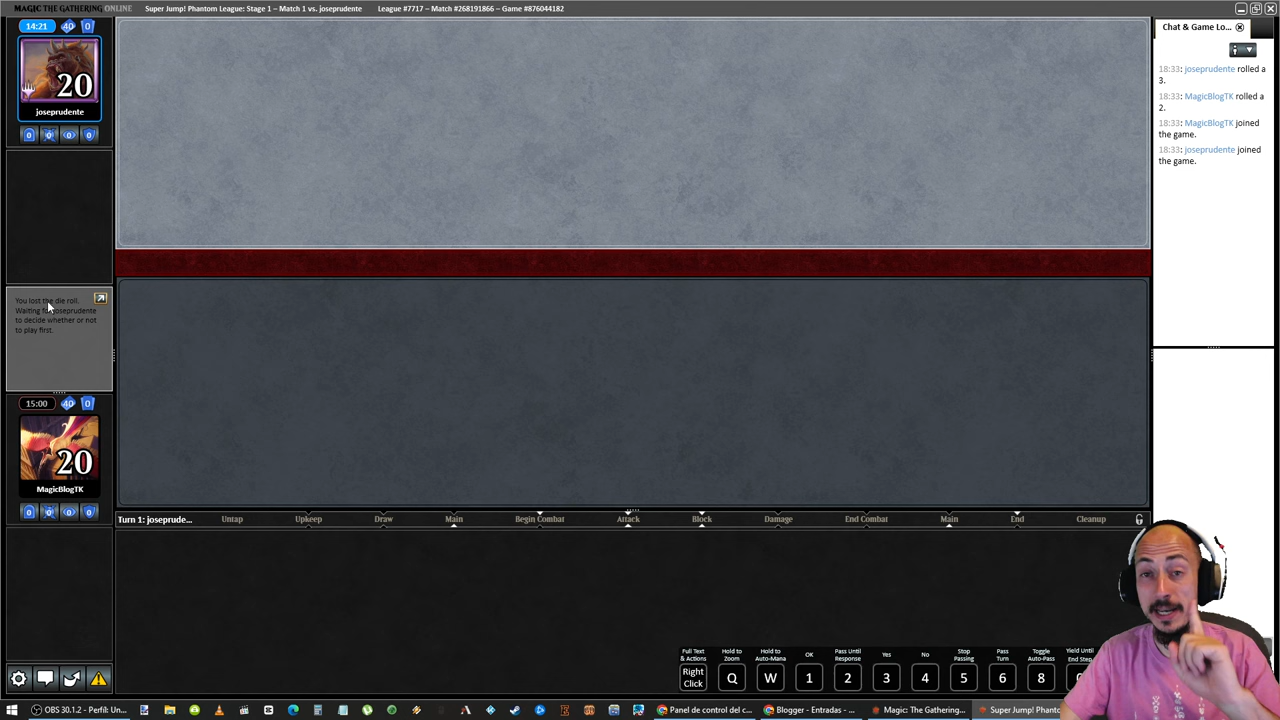 MAGIC THE GATHERING ONLINE
Super Jump! Phantom League: Stage 1 – Match 1 vs. joseprudente
League #7717 – Match #268191866 – Game #876044182
14:21
40
0
20
joseprudente
0
0
0
0
Chat & Game Lo...
18:33: joseprudente rolled a
3.
18:33: MagicBlogTK rolled a
2.
18:33: MagicBlogTK joined
the game.
18:33: joseprudente joined
the game.
You lost the die roll.
Waiting for joseprudente
to decide whether or not
to play first.
15:00
40
0
20
MagicBlogTK
0
0
0
0
Turn 1: joseprude...
Untap
Upkeep
Draw
Main
Begin Combat
Attack
Block
Damage
End Combat
Main
End
Cleanup
Full Text
& Actions
Right
Click
Hold to
Zoom
Q
Hold to
Auto-Mana
W
OK
1
Pass Until
Response
2
Yes
3
No
4
Stop
Passing
5
Pass
Turn
6
Toggle
Auto-Pass
8
Yield Until
End Step
OBS 30.1.2 - Perfil: Un...
Panel de control del c...
Blogger - Entradas - ...
Magic: The Gathering...
Super Jump! Phanto